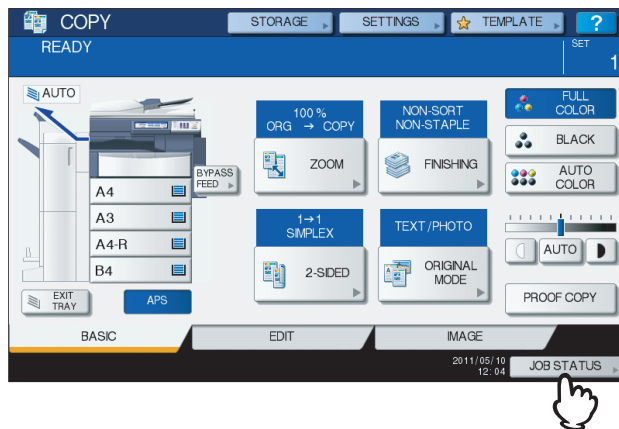 COPY
STORAGE
SETTINGS
TEMPLATE
?
READY
SET
1
AUTO
100 %
ORG → COPY
NON-SORT
NON-STAPLE
FULL
COLOR
ZOOM
FINISHING
BLACK
BYPASS
FEED
AUTO
COLOR
A4
A3
A4-R
B4
1→1
SIMPLEX
TEXT/PHOTO
2-SIDED
ORIGINAL
MODE
AUTO
EXIT
TRAY
APS
PROOF COPY
BASIC
EDIT
IMAGE
2011/05/10
12:04
JOB STATUS